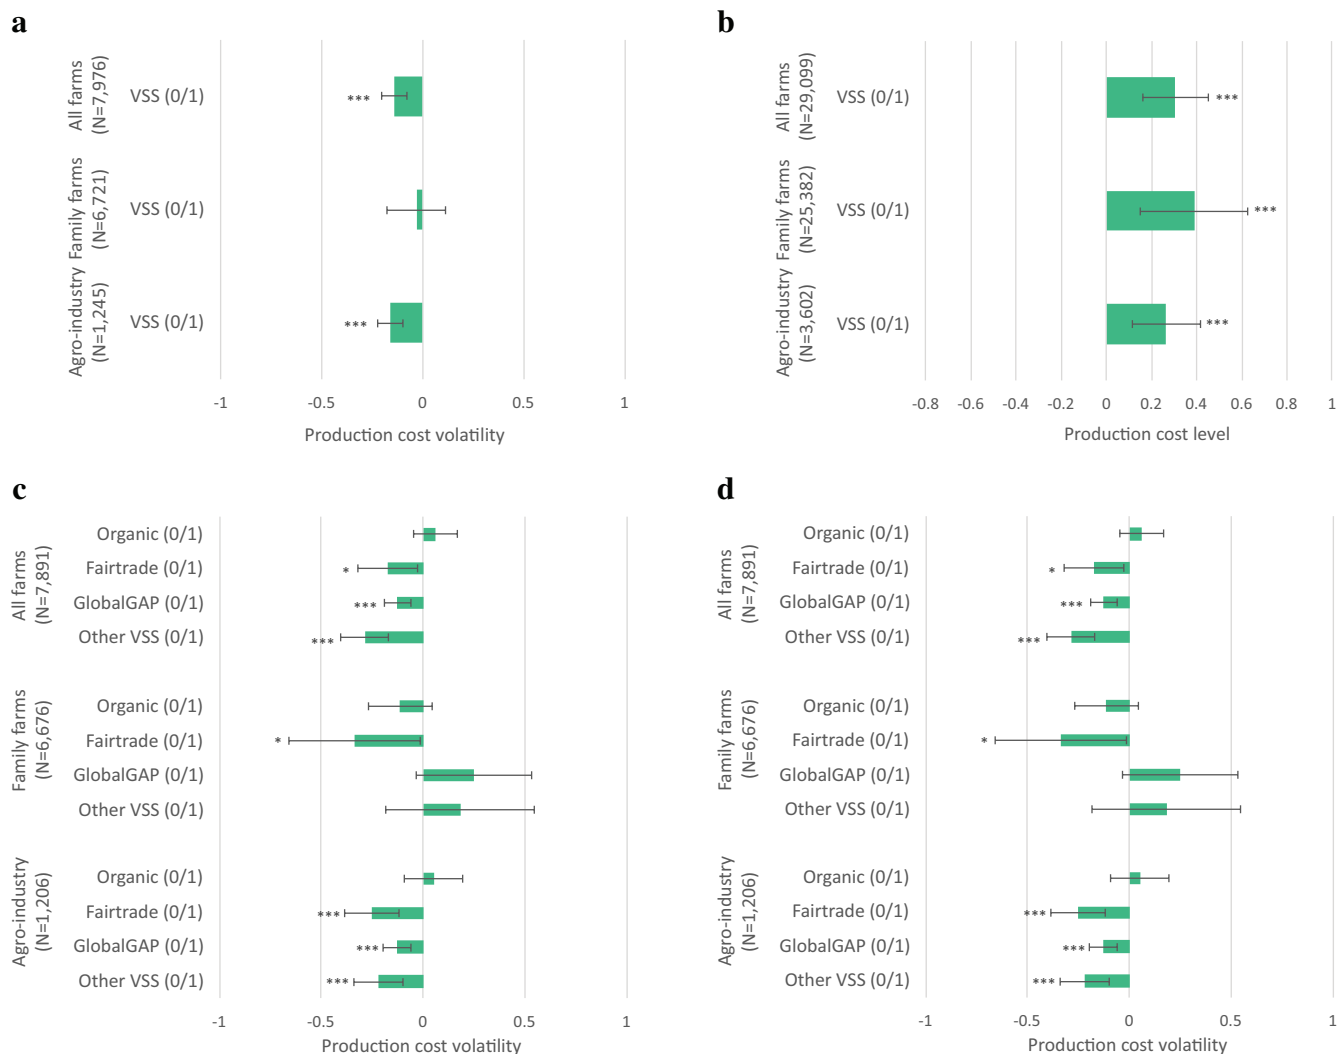 a
All farms
(N=7,976)
VSS (0/1)
***
Family farms
(N=6,721)
VSS (0/1)
Agro-industry
(N=1,245)
VSS (0/1)
***
-1 -0.5 0 0.5 1
Production cost volatility
b
All farms
(N=29,099)
VSS (0/1)
***
Family farms
(N=25,382)
VSS (0/1)
***
Agro-industry
(N=3,602)
VSS (0/1)
***
-0.8 -0.6 -0.4 -0.2 0 0.2 0.4 0.6 0.8 1
Production cost level
c
All farms
(N=7,891)
Organic (0/1)
Fairtrade (0/1)
*
GlobalGAP (0/1)
***
Other VSS (0/1)
***
Family farms
(N=6,676)
Organic (0/1)
Fairtrade (0/1)
*
GlobalGAP (0/1)
Other VSS (0/1)
Agro-industry
(N=1,206)
Organic (0/1)
Fairtrade (0/1)
***
GlobalGAP (0/1)
***
Other VSS (0/1)
***
-1 -0.5 0 0.5 1
Production cost volatility
d
All farms
(N=7,891)
Organic (0/1)
Fairtrade (0/1)
*
GlobalGAP (0/1)
***
Other VSS (0/1)
***
Family farms
(N=6,676)
Organic (0/1)
Fairtrade (0/1)
*
GlobalGAP (0/1)
Other VSS (0/1)
Agro-industry
(N=1,206)
Organic (0/1)
Fairtrade (0/1)
***
GlobalGAP (0/1)
***
Other VSS (0/1)
***
-1 -0.5 0 0.5 1
Production cost volatility